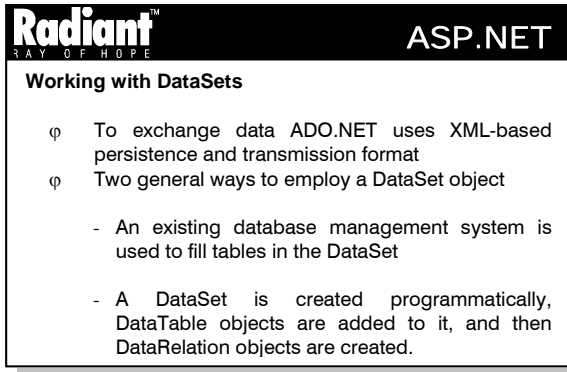 Radiant™
RAY OF HOPE
ASP.NET
Working with DataSets
φ To exchange data ADO.NET uses XML-based
persistence and transmission format
φ Two general ways to employ a DataSet object
- An existing database management system is
used to fill tables in the DataSet
- A DataSet is created programmatically,
DataTable objects are added to it, and then
DataRelation objects are created.